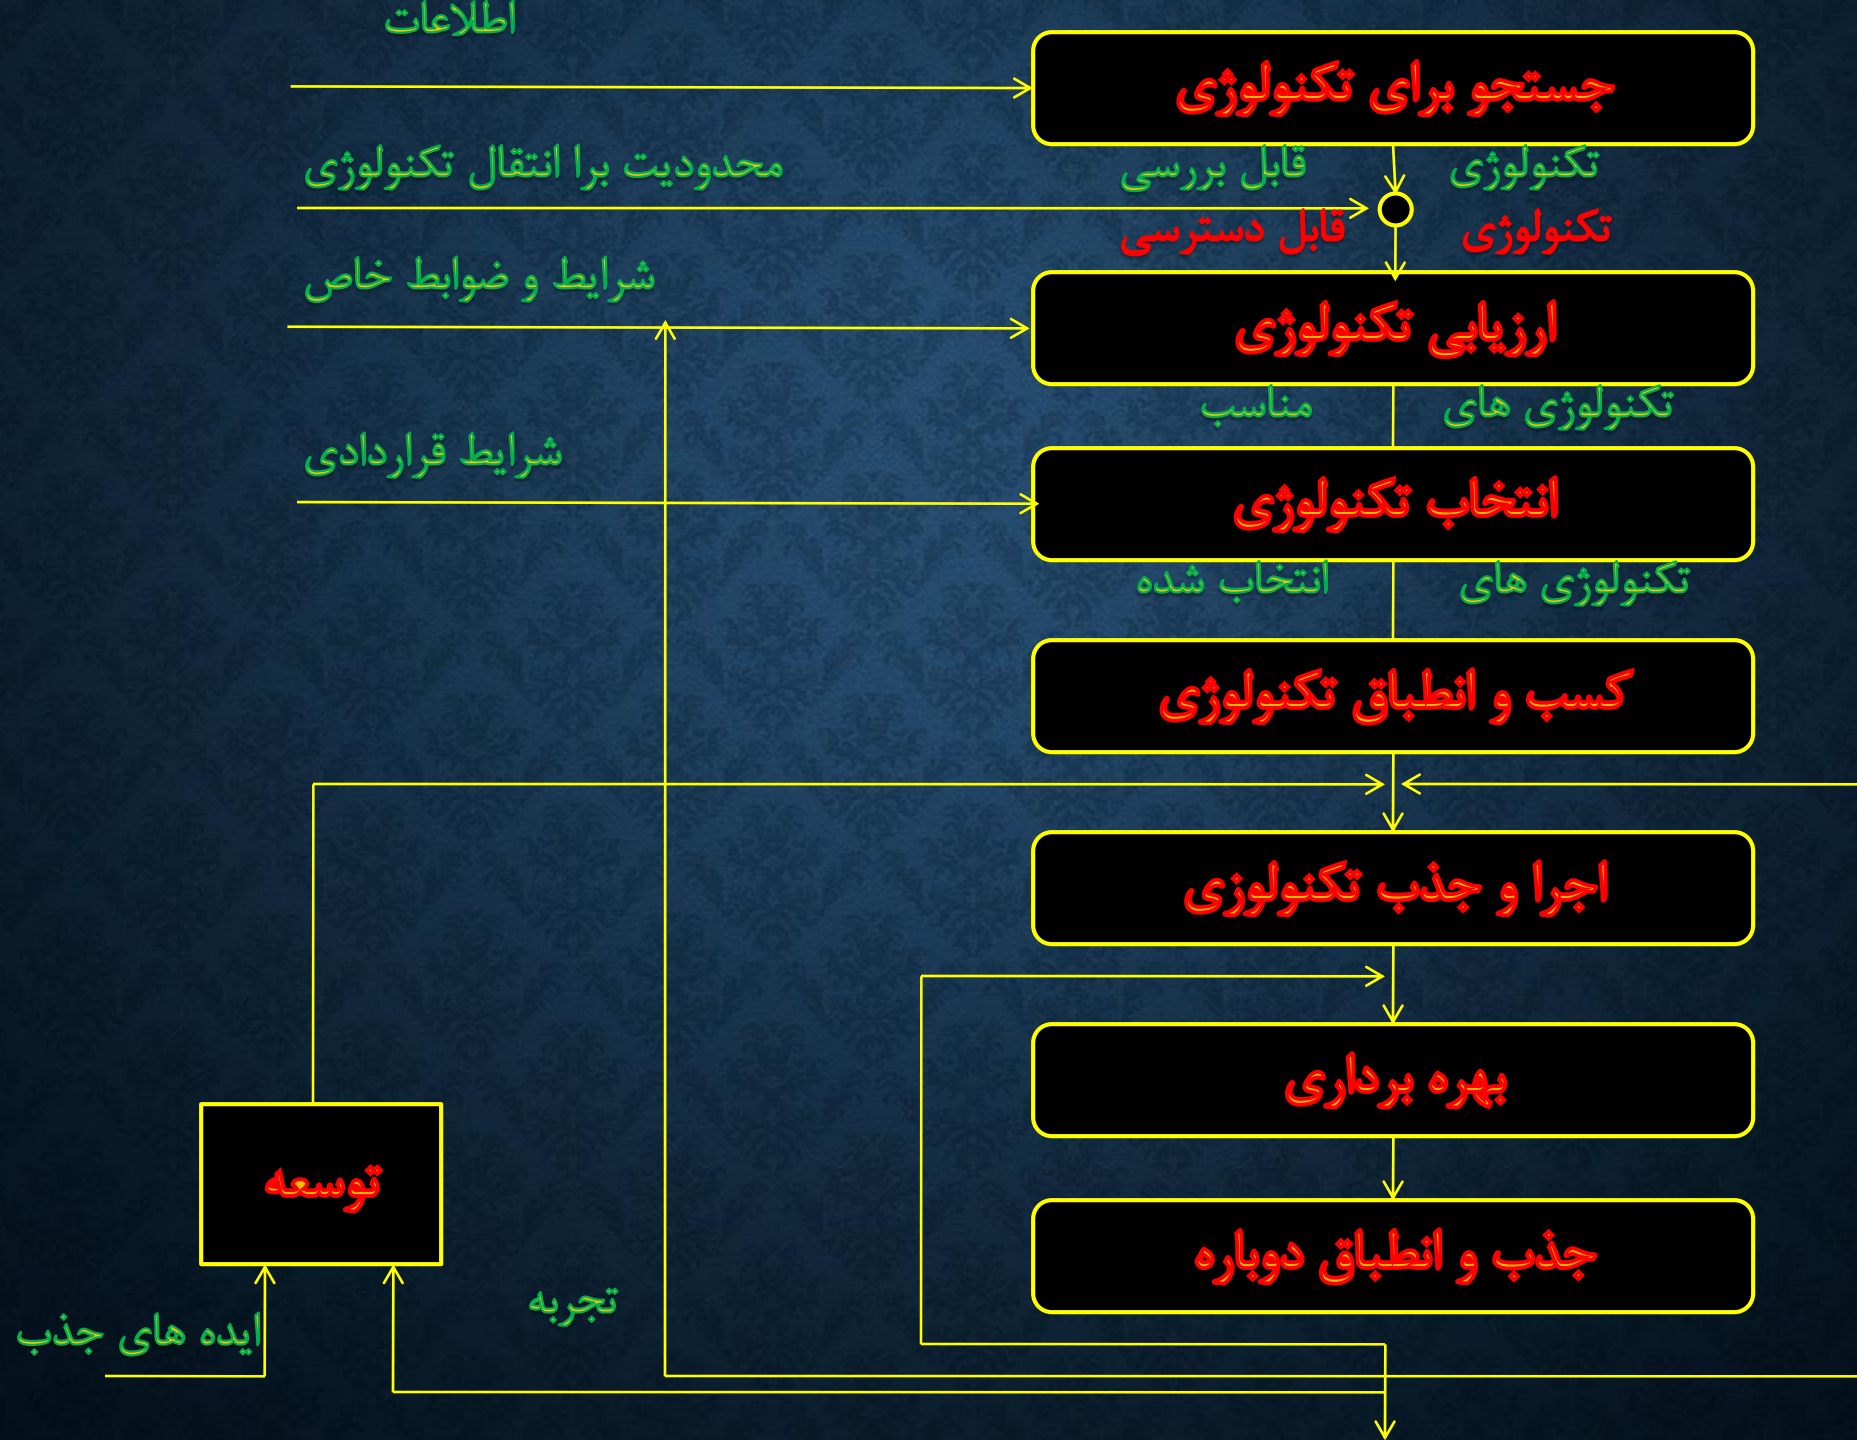 اطلاعات
جستجو برای تکنولوژی
محدودیت برا انتقال تکنولوژی
تکنولوژی قابل بررسی
تکنولوژی قابل دسترسی
شرایط و ضوابط خاص
ارزیابی تکنولوژی
تکنولوژی های مناسب
شرایط قراردادی
انتخاب تکنولوژی
تکنولوژی های انتخاب شده
کسب و انطباق تکنولوژی
اجرا و جذب تکنولوزی
بهره برداری
توسعه
جذب و انطباق دوباره
تجربه
ایده های جذب